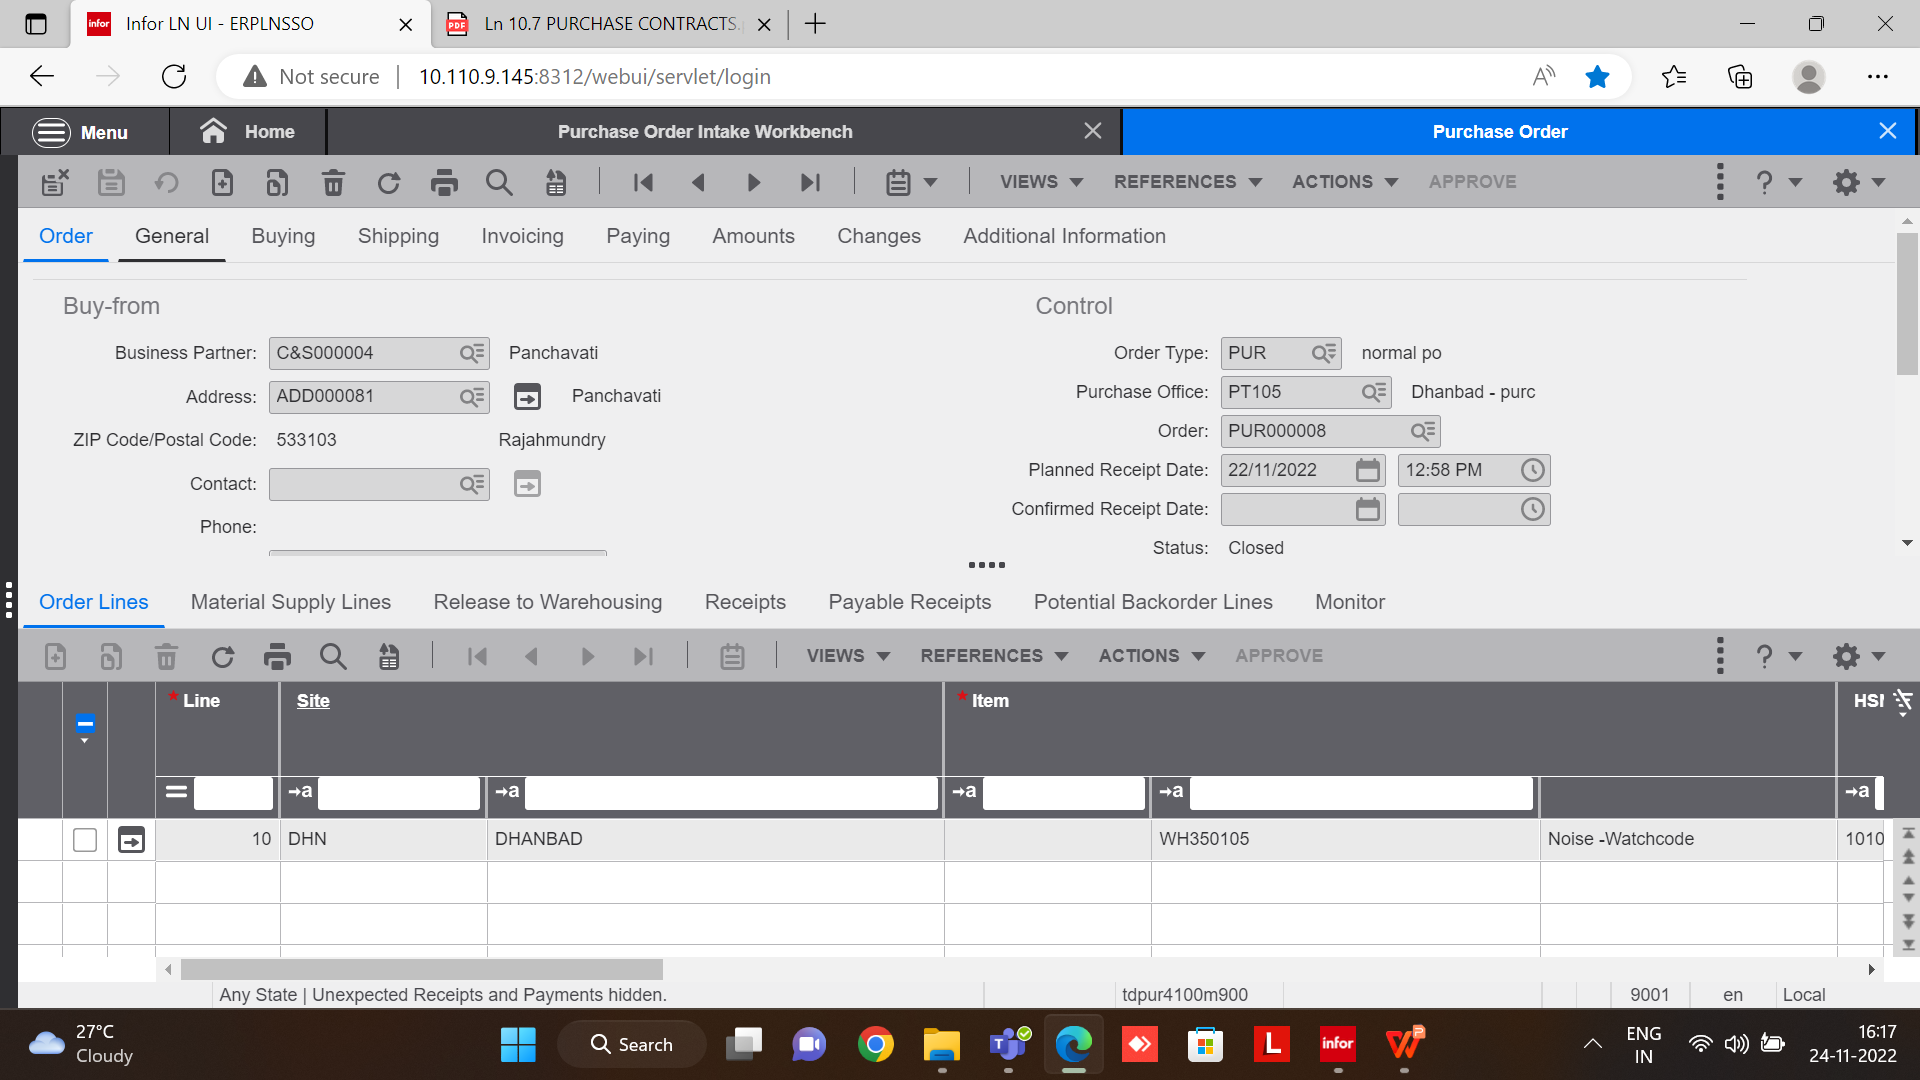 infor Infor LN UI - ERPLNSSO
PDF Ln 10.7 PURCHASE CONTRACTS.
Not secure 10.110.9.145:8312/webui/servlet/login
Menu Home Purchase Order Intake Workbench Purchase Order
VIEWS REFERENCES ACTIONS APPROVE ?
Order General Buying Shipping Invoicing Paying Amounts Changes Additional Information
Buy-from
Business Partner: C&S000004 Panchavati
Address: ADD000081 Panchavati
ZIP Code/Postal Code: 533103 Rajahmundry
Contact:
Phone:
Control
Order Type: PUR normal po
Purchase Office: PT105 Dhanbad - purc
Order: PUR000008
Planned Receipt Date: 22/11/2022 12:58 PM
Confirmed Receipt Date:
Status: Closed
Order Lines Material Supply Lines Release to Warehousing Receipts Payable Receipts Potential Backorder Lines Monitor
VIEWS REFERENCES ACTIONS APPROVE ?
* Line Site * Item HSN
→a →a →a →a →a
10 DHN DHANBAD WH350105 Noise -Watchcode 1010
Any State | Unexpected Receipts and Payments hidden. tdpur4100m900 9001 en Local
27°C
Cloudy
Search
T
L
infor
W P
ENG
IN
16:17
24-11-2022